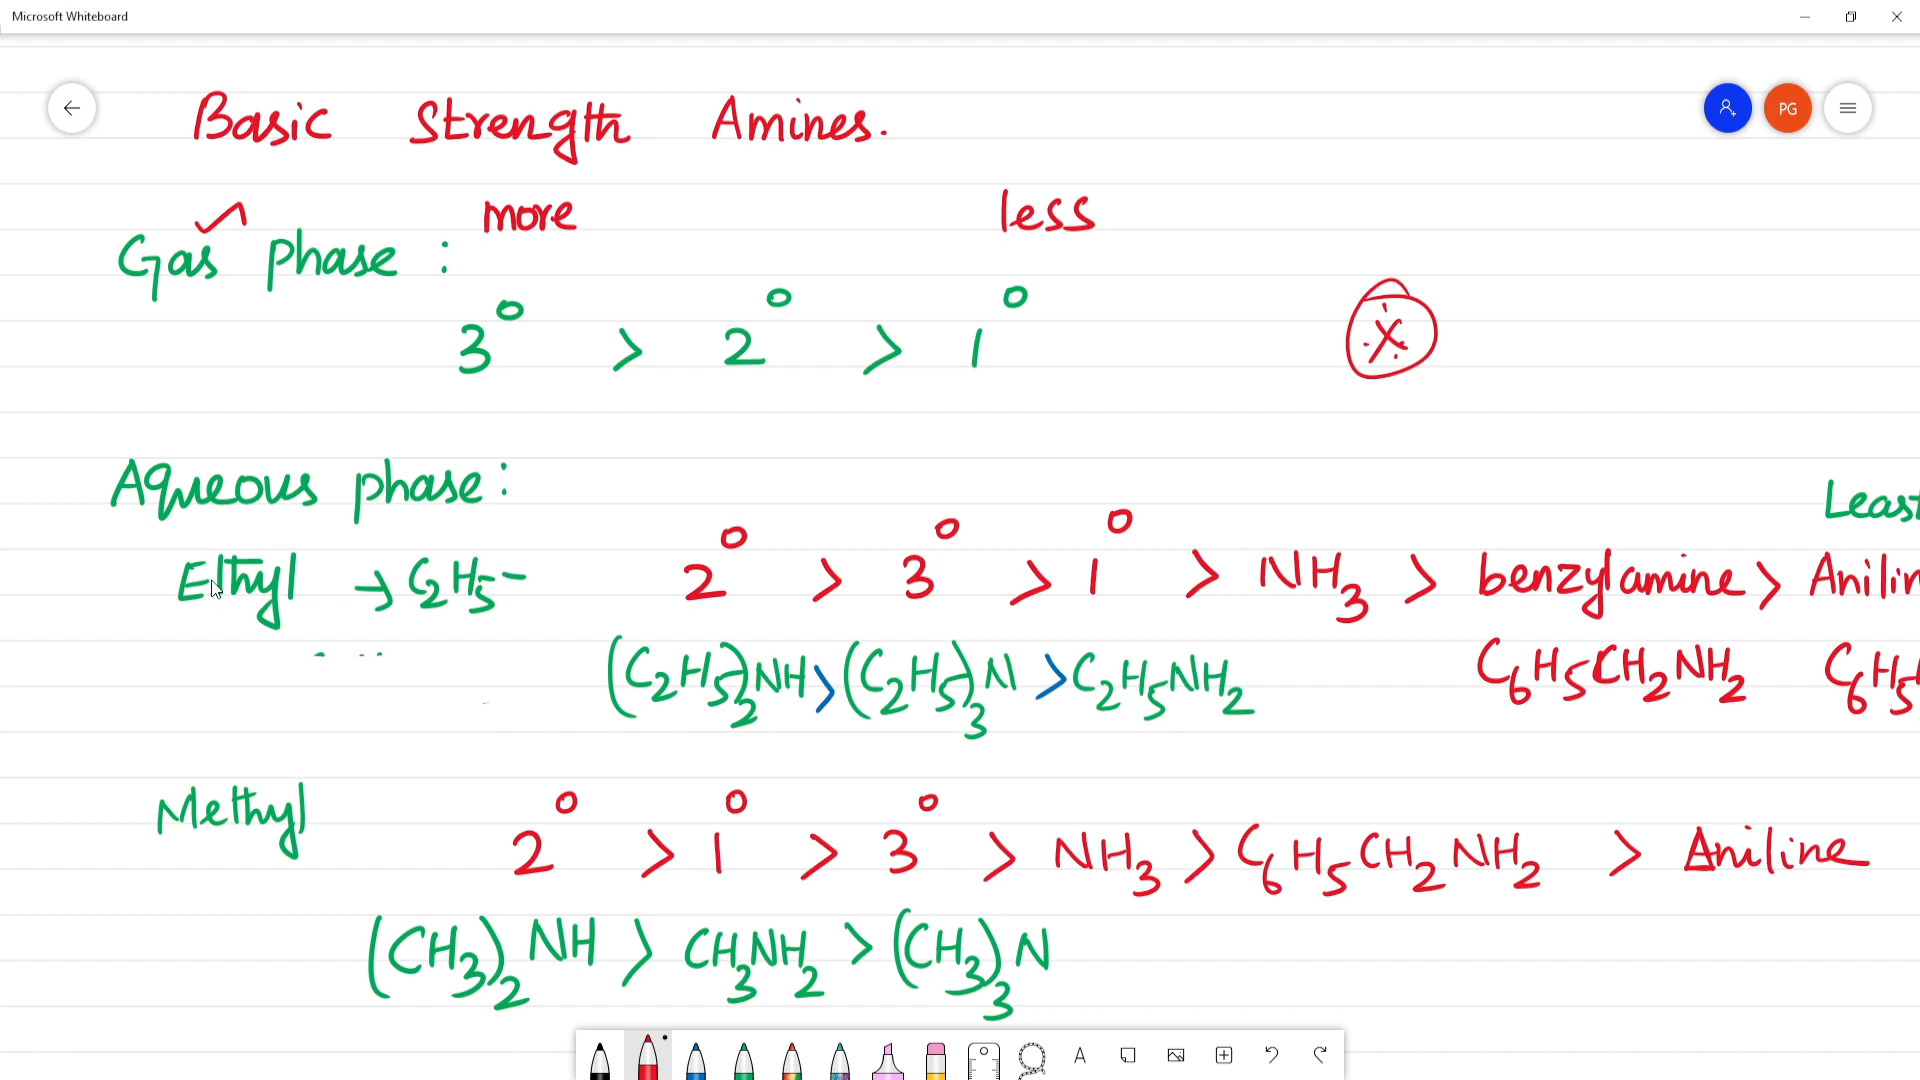 Microsoft Whiteboard
Basic Strength Amines.
PG
more less
Gas phase :
3° > 2° > 1°
x
Aqueous phase :
Least
Ethyl → C2H5- 2° > 3° > 1° > NH3 > benzylamine > Anilin
(C2H5)2NH > (C2H5)3N > C2H5NH2 C6H5CH2NH2 C6H5
Methyl 2° > 1° > 3° > NH3 > C6H5CH2NH2 > Aniline
(CH3)2NH > CH3NH2 > (CH3)3N
A